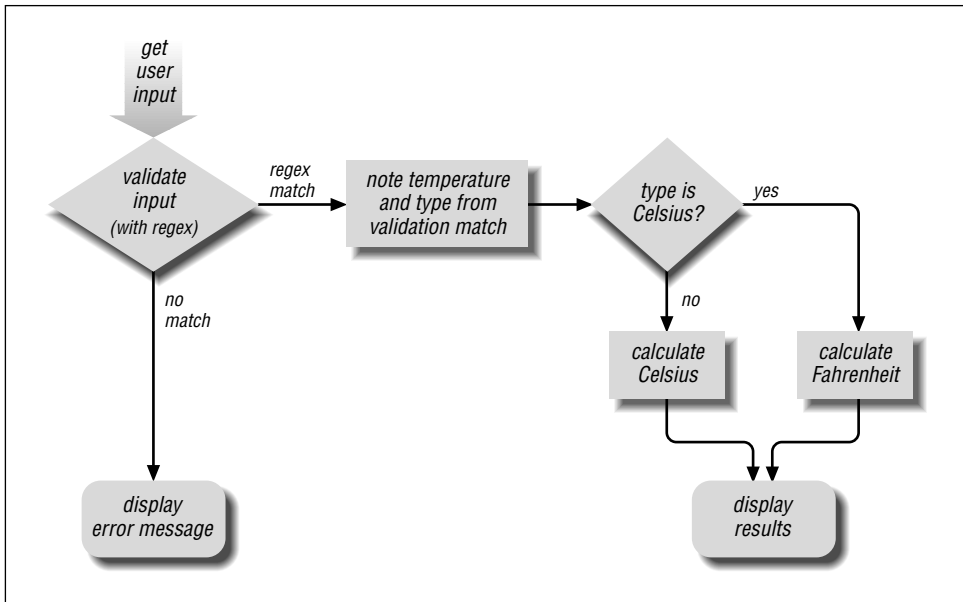 get
user
input
validate
input
(with regex)
regex
match
note temperature
and type from
validation match
type is
Celsius?
yes
no
match
no
calculate
Celsius
calculate
Fahrenheit
display
error message
display
results